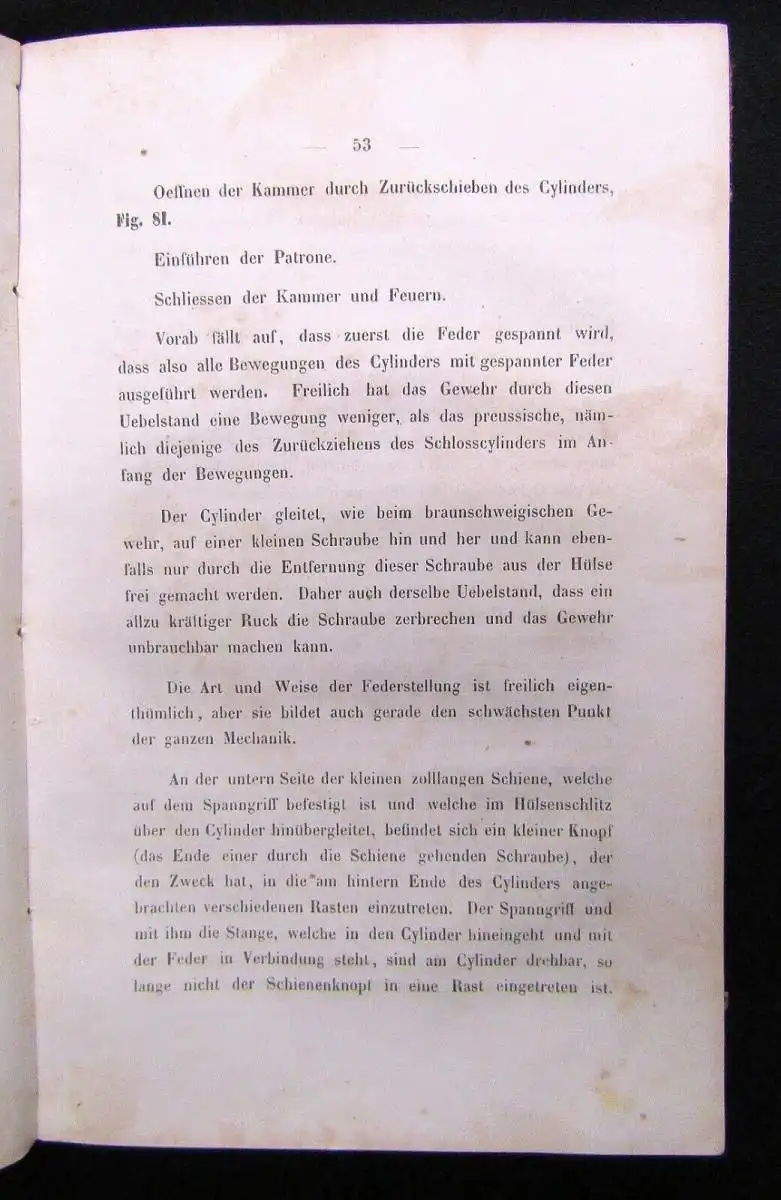 — 53 —
Oeffnen der Kammer durch Zurückschieben des Cylinders,
Fig. 81.
Einführen der Patrone.
Schliessen der Kammer und Feuern.
Vorab fällt auf, dass zuerst die Feder gespannt wird,
dass also alle Bewegungen des Cylinders mit gespannter Feder
ausgeführt werden. Freilich hat das Gewehr durch diesen
Uebelstand eine Bewegung weniger, als das preussische, näm-
lich diejenige des Zurückziehens des Schlosscylinders im An-
fang der Bewegungen.
Der Cylinder gleitet, wie beim braunschweigischen Ge-
wehr, auf einer kleinen Schraube hin und her und kann eben-
falls nur durch die Entfernung dieser Schraube aus der Hülse
frei gemacht werden. Daher auch derselbe Uebelstand, dass ein
allzu kräftiger Ruck die Schraube zerbrechen und das Gewehr
unbrauchbar machen kann.
Die Art und Weise der Federstellung ist freilich eigen-
thümlich, aber sie bildet auch gerade den schwächsten Punkt
der ganzen Mechanik.
An der untern Seite der kleinen zolllangen Schiene, welche
auf dem Spanngriff befestigt ist und welche im Hülsenschlitz
über den Cylinder hinübergleitet, befindet sich ein kleiner Knopf
(das Ende einer durch die Schiene gehenden Schraube), der
den Zweck hat, in die am hintern Ende des Cylinders ange-
brachten verschiedenen Rasten einzutreten. Der Spanngriff und
mit ihm die Stange, welche in den Cylinder hineingeht und mit
der Feder in Verbindung steht, sind am Cylinder drehbar, so
lange nicht der Schienenknopf in eine Rast eingetreten ist.